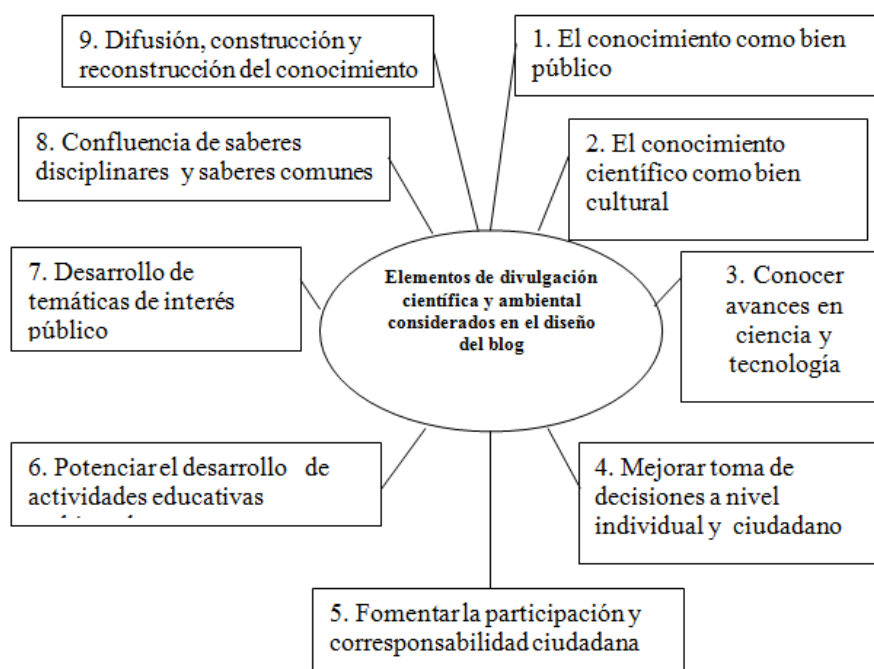 9. Difusión, construcción y
reconstrucción del conocimiento
1. El conocimiento como bien
público
8. Confluencia de saberes
disciplinares y saberes comunes
2. El conocimiento
científico como bien
cultural
Elementos de divulgación
científica y ambiental
considerados en el diseño
del blog
7. Desarrollo de
temáticas de interés
público
3. Conocer
avances en
ciencia y
tecnología
6. Potenciar el desarrollo de
actividades educativas
4. Mejorar toma de
decisiones a nivel
individual y ciudadano
5. Fomentar la participación y
corresponsabilidad ciudadana